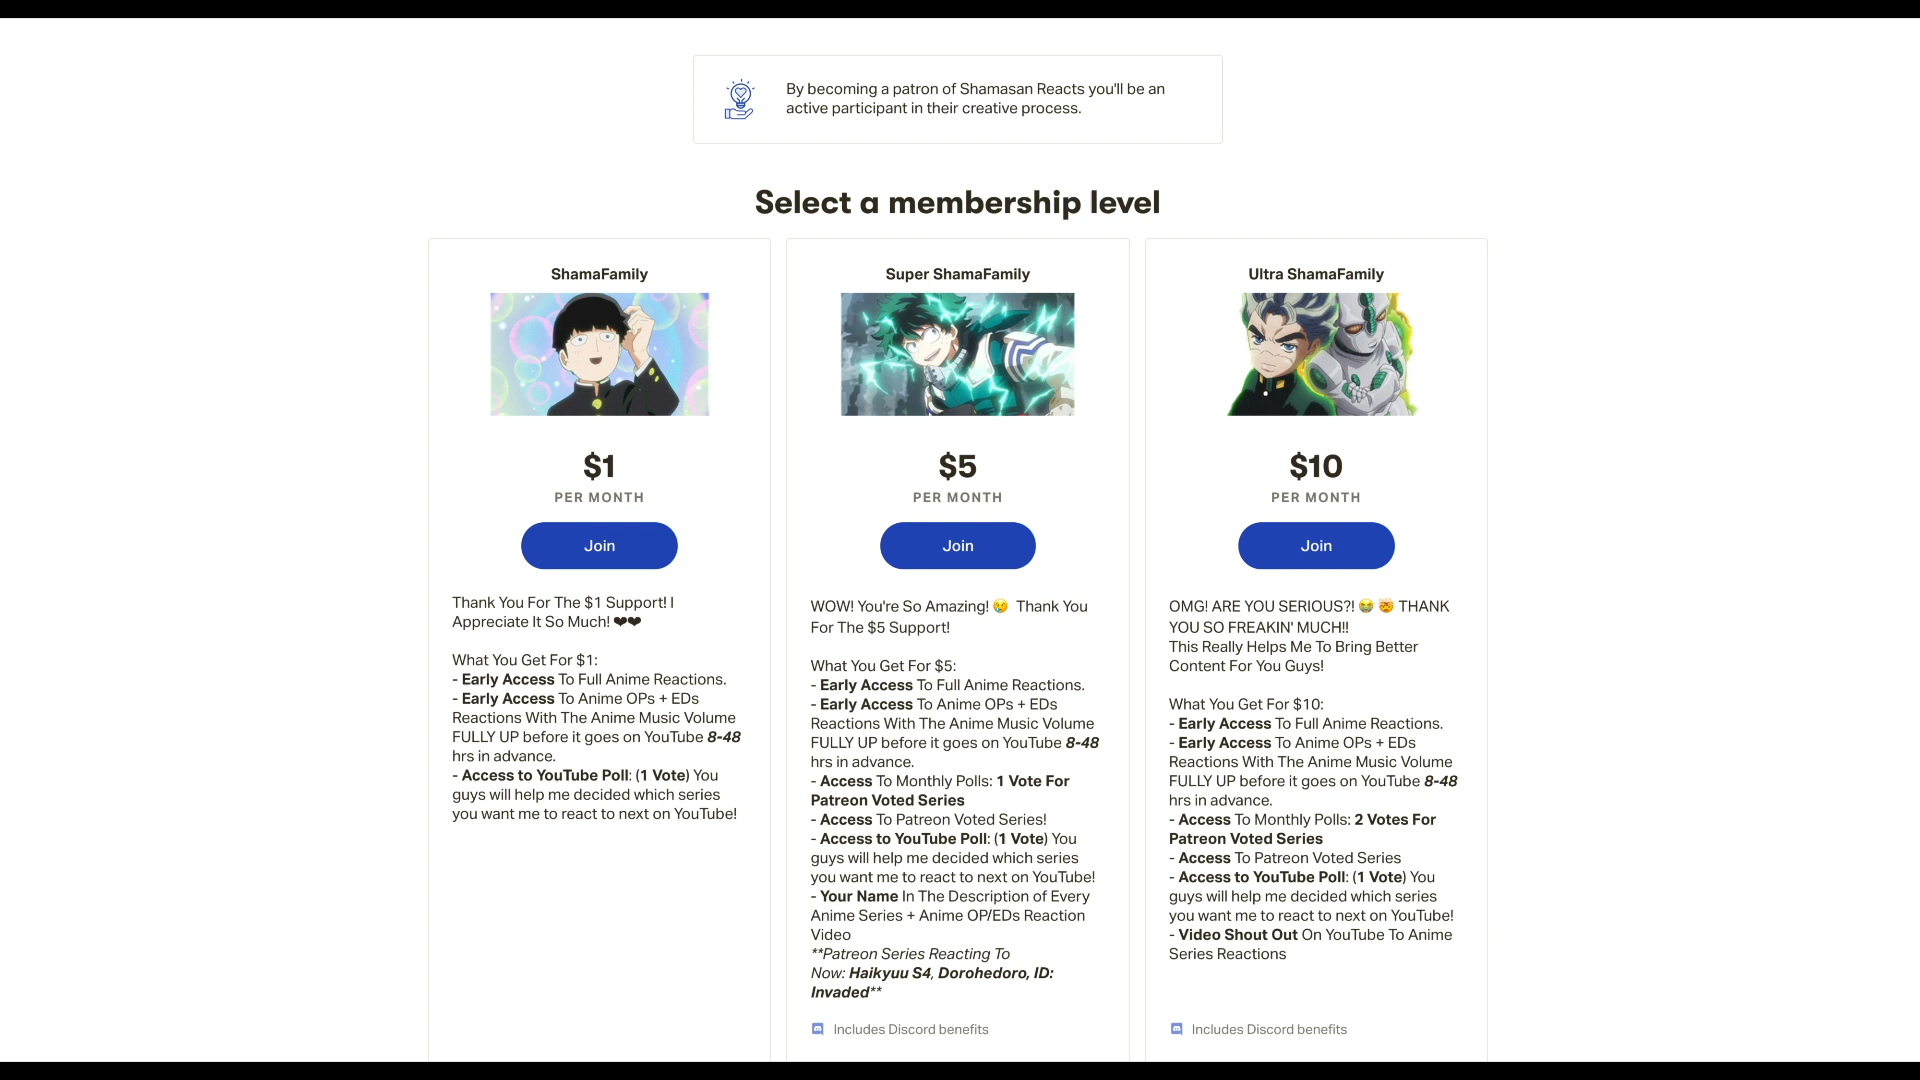 By becoming a patron of Shamasan Reacts you'll be an
active participant in their creative process.
Select a membership level
ShamaFamily
$1
PER MONTH
Join
Thank You For The $1 Support! I
Appreciate It So Much! ❤❤
What You Get For $1:
- Early Access To Full Anime Reactions.
- Early Access To Anime OPs + EDs
Reactions With The Anime Music Volume
FULLY UP before it goes on YouTube 8-48
hrs in advance.
- Access to YouTube Poll: (1 Vote) You
guys will help me decided which series
you want me to react to next on YouTube!
Super ShamaFamily
$5
PER MONTH
Join
WOW! You're So Amazing! 😢 Thank You
For The $5 Support!
What You Get For $5:
- Early Access To Full Anime Reactions.
- Early Access To Anime OPs + EDs
Reactions With The Anime Music Volume
FULLY UP before it goes on YouTube 8-48
hrs in advance.
- Access To Monthly Polls: 1 Vote For
Patreon Voted Series
- Access To Patreon Voted Series!
- Access to YouTube Poll: (1 Vote) You
guys will help me decided which series
you want me to react to next on YouTube!
- Your Name In The Description of Every
Anime Series + Anime OP/EDs Reaction
Video
**Patreon Series Reacting To
Now: Haikyuu S4, Dorohedoro, ID:
Invaded**
Includes Discord benefits
Ultra ShamaFamily
$10
PER MONTH
Join
OMG! ARE YOU SERIOUS?! 😭 🤯 THANK
YOU SO FREAKIN' MUCH!!
This Really Helps Me To Bring Better
Content For You Guys!
What You Get For $10:
- Early Access To Full Anime Reactions.
- Early Access To Anime OPs + EDs
Reactions With The Anime Music Volume
FULLY UP before it goes on YouTube 8-48
hrs in advance.
- Access To Monthly Polls: 2 Votes For
Patreon Voted Series
- Access To Patreon Voted Series
- Access to YouTube Poll: (1 Vote) You
guys will help me decided which series
you want me to react to next on YouTube!
- Video Shout Out On YouTube To Anime
Series Reactions
Includes Discord benefits